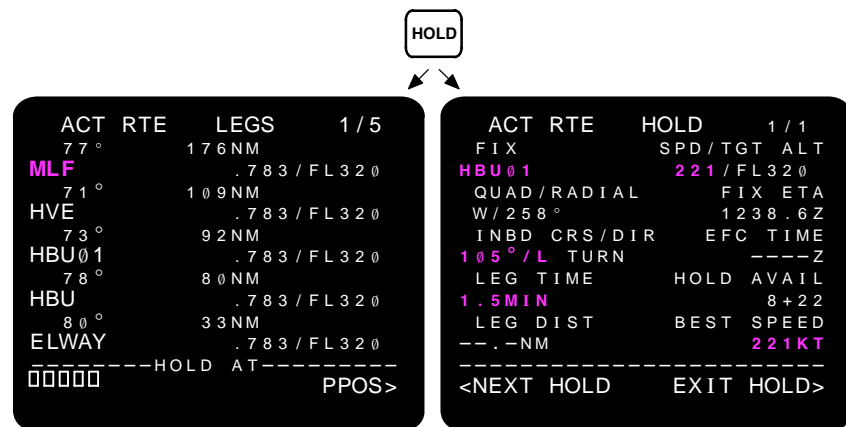 HOLD
ACT RTE LEGS 1/5
77° 176NM
MLF .783/FL320
71° 109NM
HVE .783/FL320
73° 92NM
HBU01 .783/FL320
78° 80NM
HBU .783/FL320
80° 33NM
ELWAY .783/FL320
------HOLD AT---------
□□□□□ PPOS>
ACT RTE HOLD 1/1
FIX SPD/TGT ALT
HBU01 221/FL320
QUAD/RADIAL FIX ETA
W/258° 1238.6Z
INBD CRS/DIR EFC TIME
105°/L TURN ----Z
LEG TIME HOLD AVAIL
1.5MIN 8+22
LEG DIST BEST SPEED
--.-NM 221KT
------------------------
<NEXT HOLD EXIT HOLD>